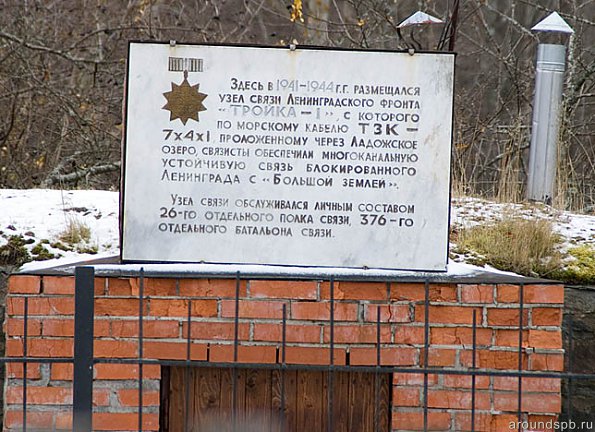 Здесь в 1941–1944 г.г. размещался
узел связи Ленинградского фронта
"ТРОЙКА – 1", с которого
по морскому кабелю ТЗК –
7х4х1, проложенному через Ладожское
озеро, связисты обеспечили многоканальную
устойчивую связь блокированного
Ленинграда с "Большой землей".
Узел связи обслуживался личным составом
26-го отдельного полка связи, 376-го
отдельного батальона связи.
aroundspb.ru